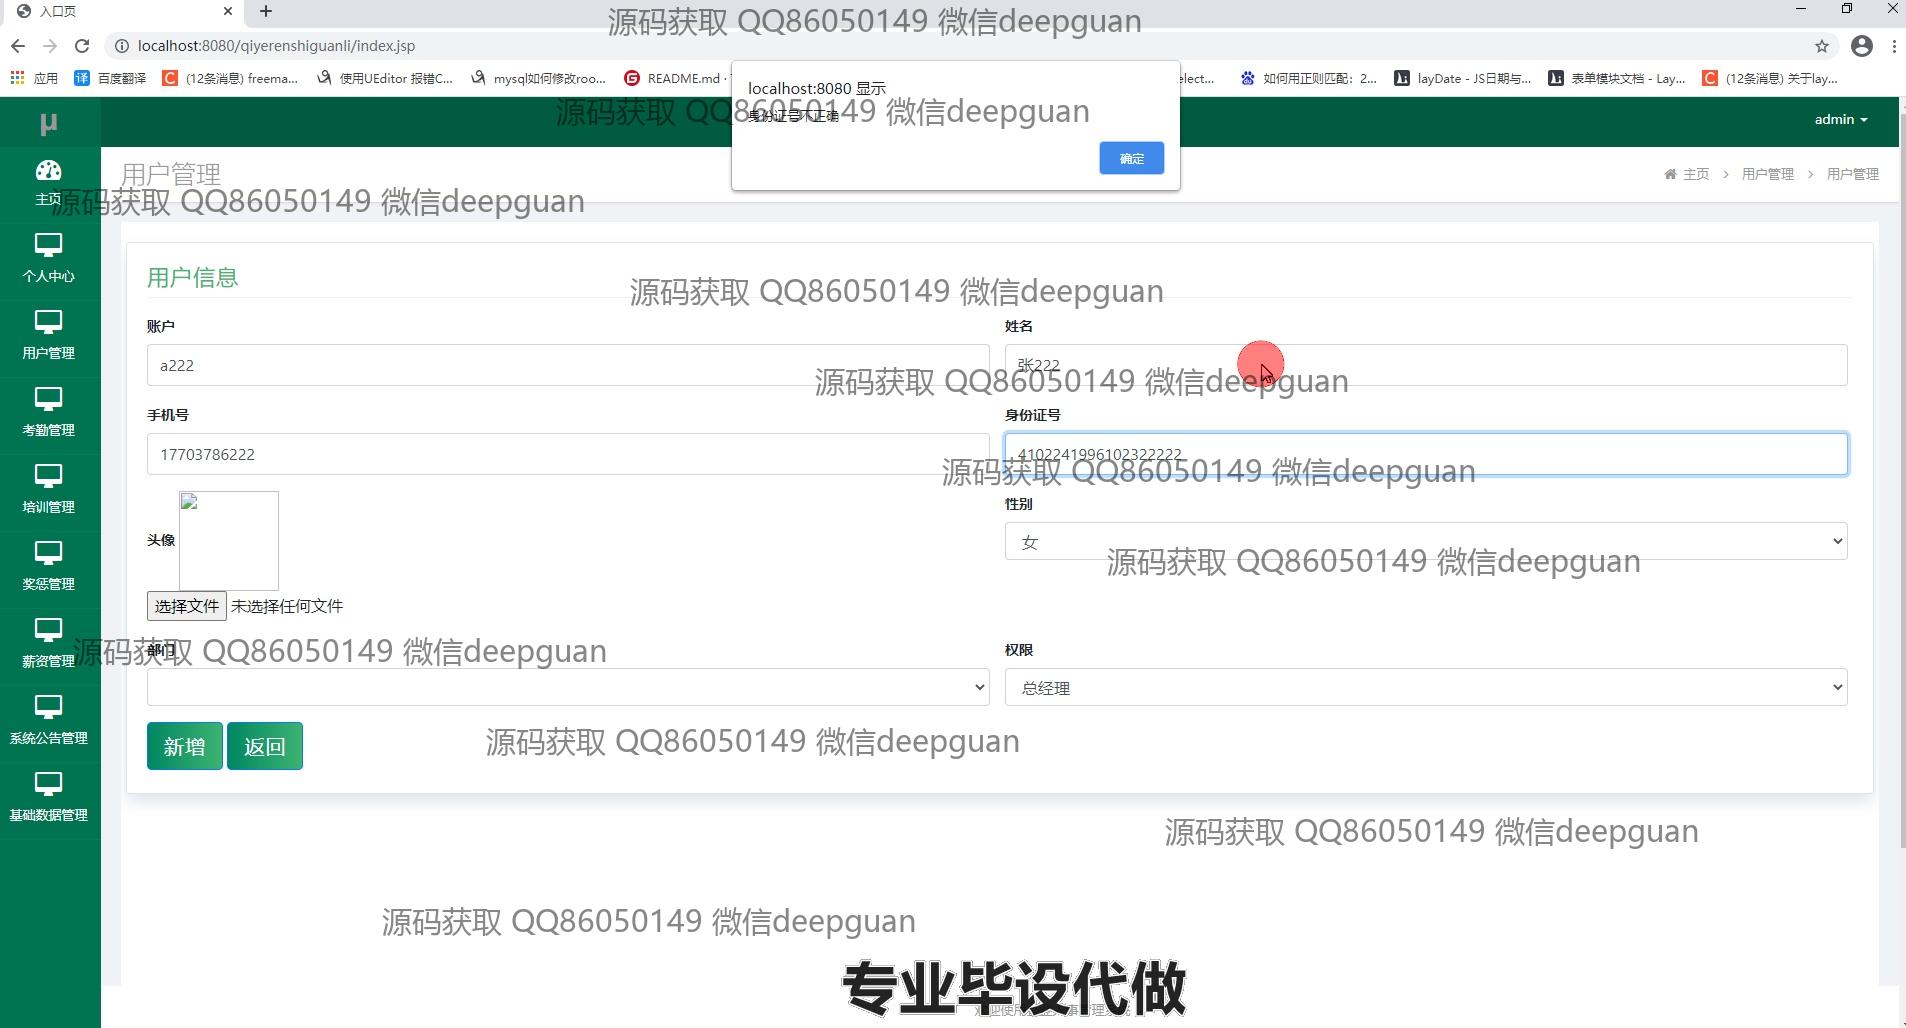 入口页
源码获取 QQ86050149 微信deepguan
localhost:8080/qiyerenshiguanli/index.jsp
应用
百度翻译
(12条消息) freema...
使用UEditor 报错C...
mysql如何修改roo...
README.md ·
elect...
如何用正则匹配：2...
layDate - JS日期与...
表单模块文档 - Lay...
(12条消息) 关于lay...
localhost:8080 显示
身份证号不正确
源码获取 QQ86050149 微信deepguan
确定
μ
admin
用户管理
主页 > 用户管理 > 用户管理
源码获取 QQ86050149 微信deepguan
主页
个人中心
用户管理
考勤管理
培训管理
奖惩管理
薪资管理
系统公告管理
基础数据管理
用户信息
源码获取 QQ86050149 微信deepguan
账户
姓名
a222
张222
源码获取 QQ86050149 微信deepguan
手机号
身份证号
17703786222
4102241996102322222
源码获取 QQ86050149 微信deepguan
头像
性别
女
源码获取 QQ86050149 微信deepguan
选择文件 未选择任何文件
部门
权限
源码获取 QQ86050149 微信deepguan
总经理
新增
返回
源码获取 QQ86050149 微信deepguan
源码获取 QQ86050149 微信deepguan
源码获取 QQ86050149 微信deepguan
专业毕设代做